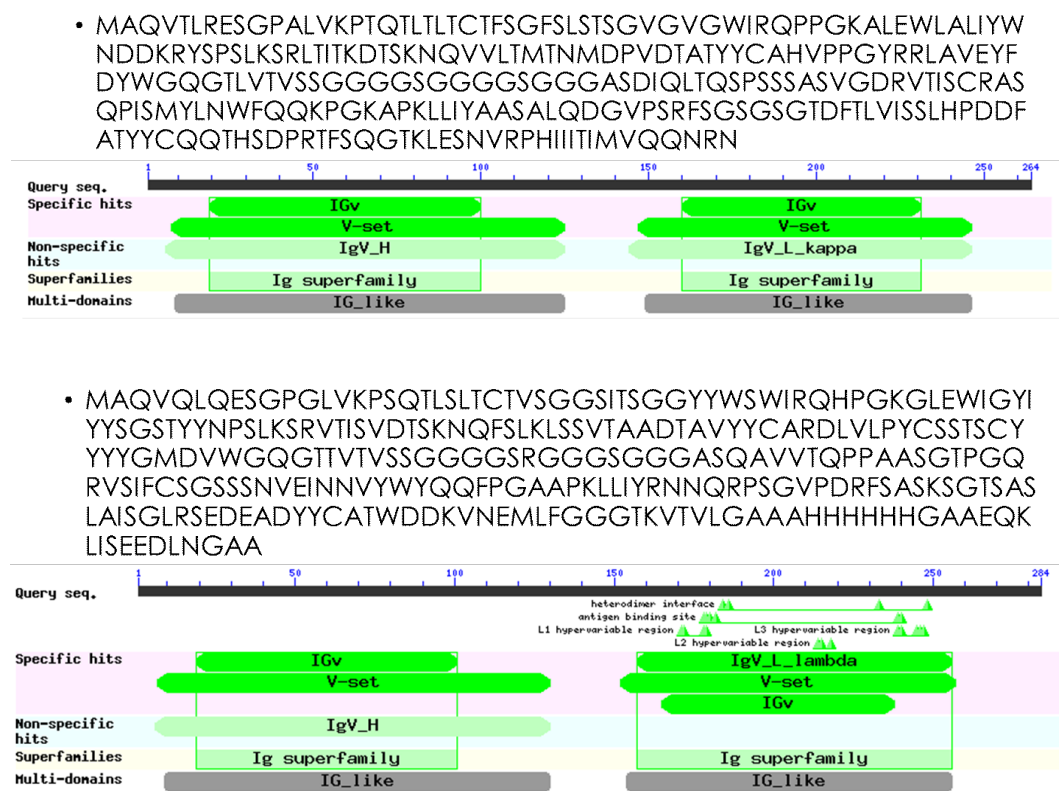 • MAQVTLRESGPALVKPTQTLTLTCTFSGFSLSTSGVGVGWIRQPPGKALEWLALIYW
NDDKRYSPSLKSRLTITKDTSKNQVVLTMTNMDPVDTATYYCAHVPPGYRRLAVEYF
DYWGQGTLVTVSSGGGGSGGGGSGGGASDIQLTQSPSSSASVGDRVTISCRAS
QPISMYLNWFQQKPGKAPKLLIYAASALQDGVPSRFSGSGSGTDFTLVISSLHPDDF
ATYYCQQTHSDPRTFSQGTKLESNVRPHIIITIMVQQNRN
1 50 100 150 200 250 264
Query seq.
Specific hits IGv IGv
V-set V-set
Non-specific hits IgV_H IgV_L_kappa
Superfamilies Ig superfamily Ig superfamily
Multi-domains IG_like IG_like
• MAQVQLQESGPGLVKPSQTLSLTCTVSGGSITSGGYYWSWIRQHPGKGLEWIGYI
YYSGSTYYNPSLKSRVTISVDTSKNQFSLKLSSVTAADTAVYYCARDLVLPYCSSTSCY
YYYGMDVWGQGTTVTVSSGGGGSRGGGSGGGASQAVVTQPPAASGTPGQ
RVSIFCSGSSSNVEINNVYWYQQFPGAAPKLLIYRNNQRPSGVPDRFSASKSGTSAS
LAISGLRSEDEADYYCATWDDKVNEMLFGGGTKVTVLGAAAHHHHHHGAAEQK
LISEEDLNGAA
1 50 100 150 200 250 284
Query seq.
heterodimer interface
antigen binding site
L1 hypervariable region L3 hypervariable region
L2 hypervariable region
Specific hits IGv IgV_L_lambda
V-set V-set
IGv
Non-specific hits IgV_H
Superfamilies Ig superfamily Ig superfamily
Multi-domains IG_like IG_like